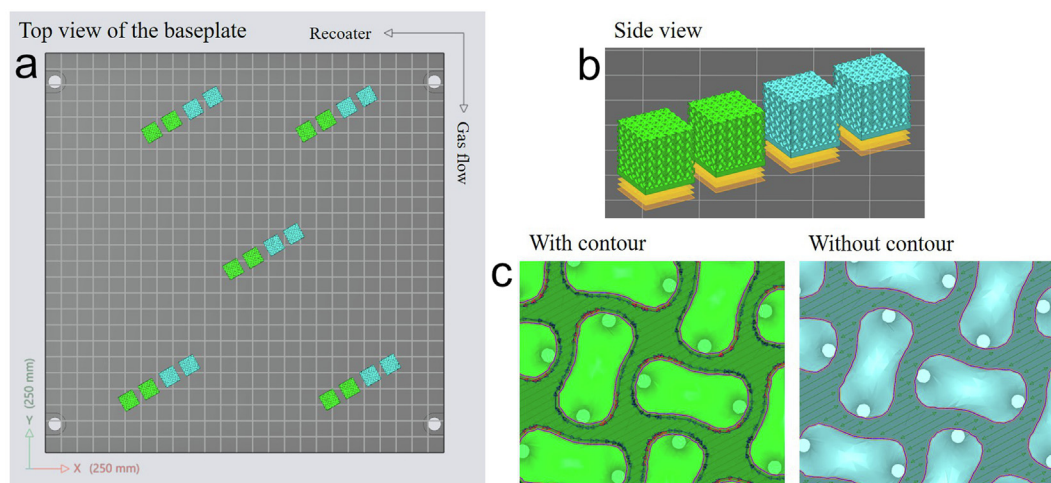 Top view of the baseplate
Recoater
a
Gas flow
Y (250 mm)
X (250 mm)
Side view
b
With contour
Without contour
c